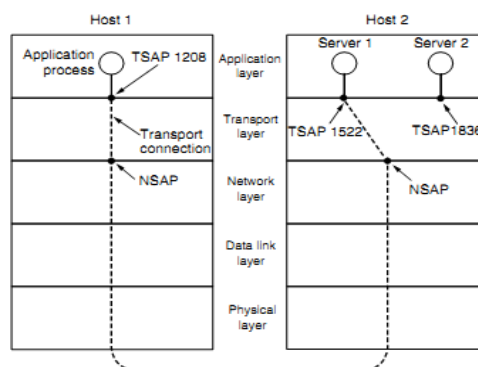 Host 1
Host 2
Application
process
TSAP 1208
Application
layer
Server 1
Server 2
Transport
connection
Transport
layer
TSAP 1522
TSAP1836
NSAP
Network
layer
NSAP
Data link
layer
Physical
layer